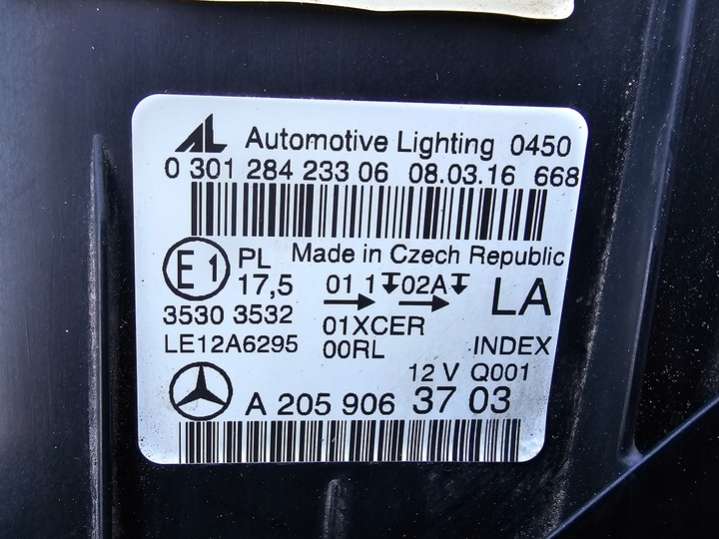 AL Automotive Lighting 0450
0 301 284 233 06 08.03.16 668
E1 PL Made in Czech Republic
17,5 01 1 02A LA
3530 3532 01XCER
LE12A6295 00RL INDEX
12 V Q001
A 205 906 37 03